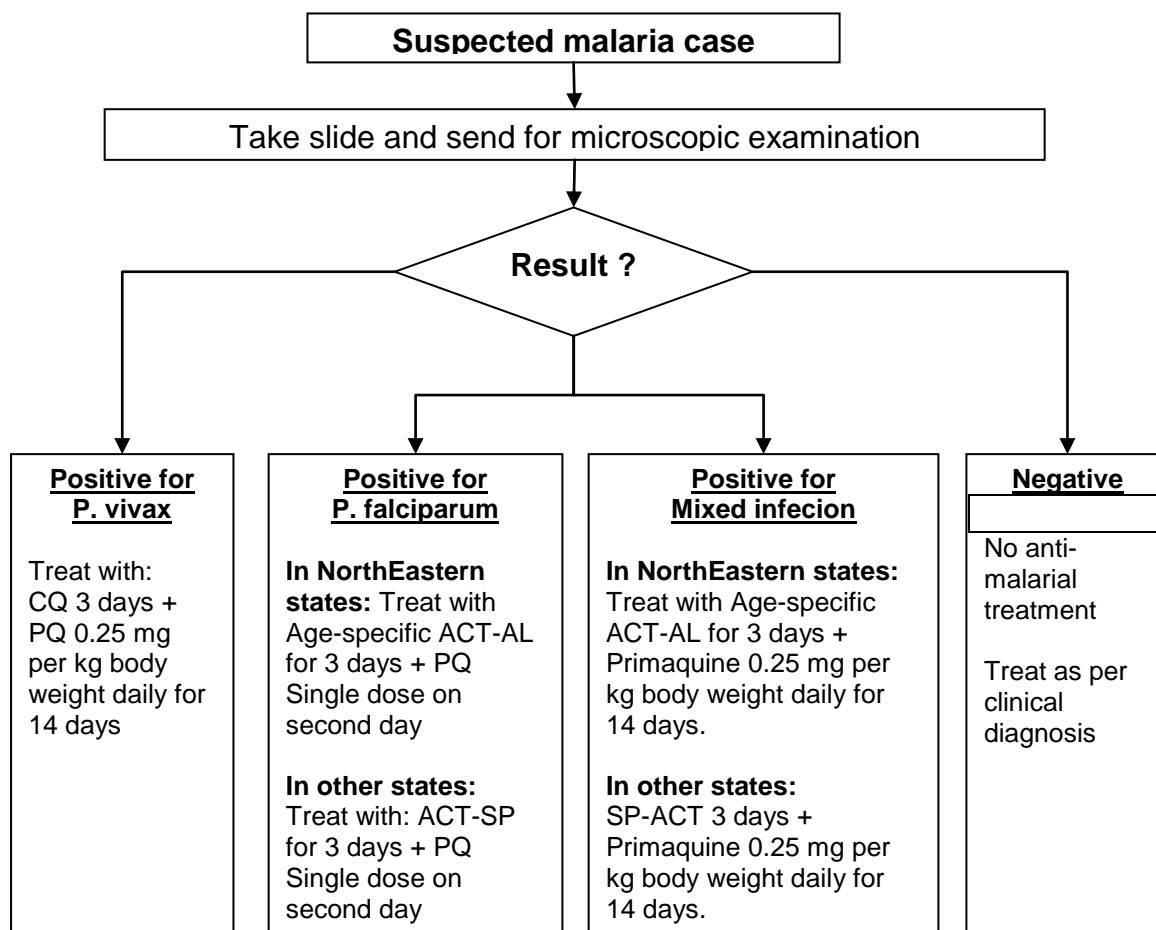 Suspected malaria case
Take slide and send for microscopic examination
Result ?
Positive for
P. vivax
Treat with:
CQ 3 days +
PQ 0.25 mg
per kg body
weight daily for
14 days
Positive for
P. falciparum
In NorthEastern
states: Treat with
Age-specific ACT-AL
for 3 days + PQ
Single dose on
second day
In other states:
Treat with: ACT-SP
for 3 days + PQ
Single dose on
second day
Positive for
Mixed infecion
In NorthEastern states:
Treat with Age-specific
ACT-AL for 3 days +
Primaquine 0.25 mg per
kg body weight daily for
14 days.
In other states:
SP-ACT 3 days +
Primaquine 0.25 mg per
kg body weight daily for
14 days.
Negative
No anti-
malarial
treatment
Treat as per
clinical
diagnosis